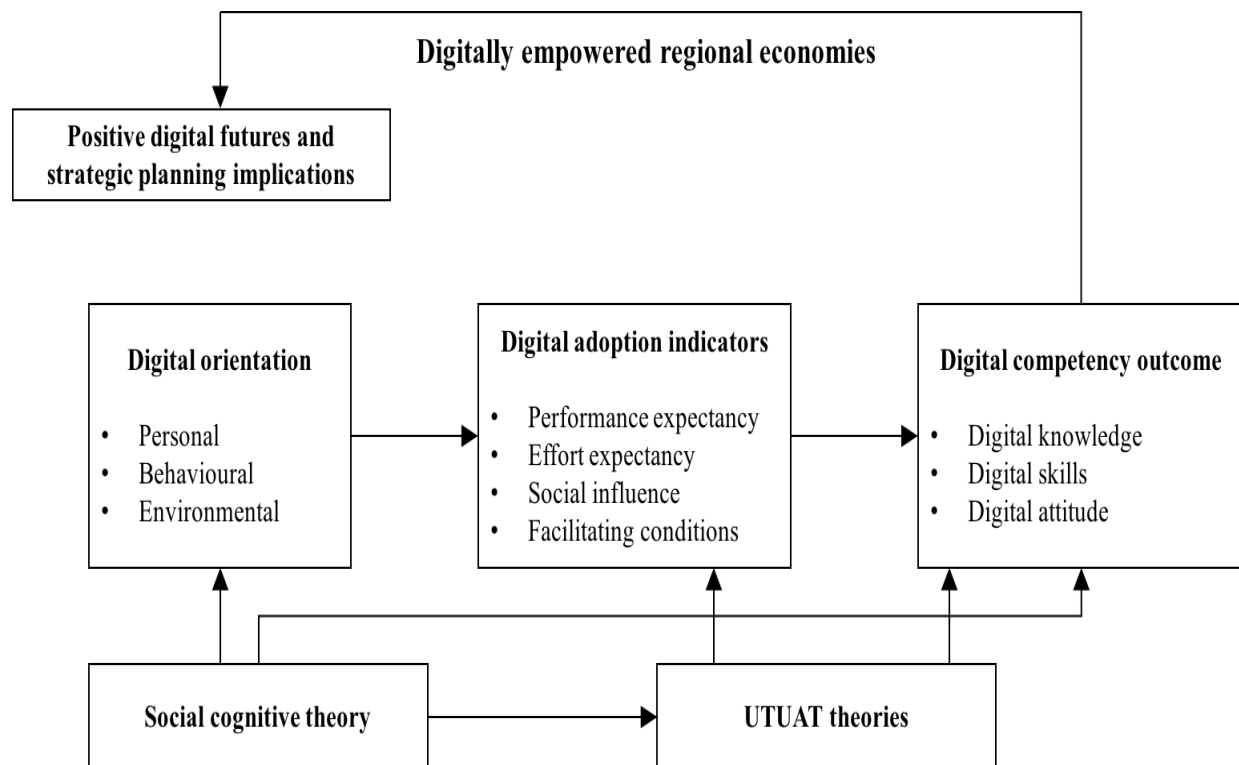 Digitally empowered regional economies
Positive digital futures and
strategic planning implications
Digital orientation
• Personal
• Behavioural
• Environmental
Digital adoption indicators
• Performance expectancy
• Effort expectancy
• Social influence
• Facilitating conditions
Digital competency outcome
• Digital knowledge
• Digital skills
• Digital attitude
Social cognitive theory
UTUAT theories